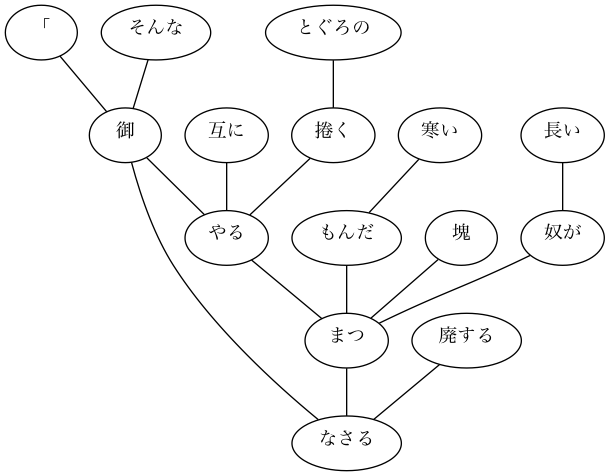 「
そんな
とぐろの
御
互に
捲く
寒い
長い
やる
もんだ
塊
奴が
まつ
廃する
なさる